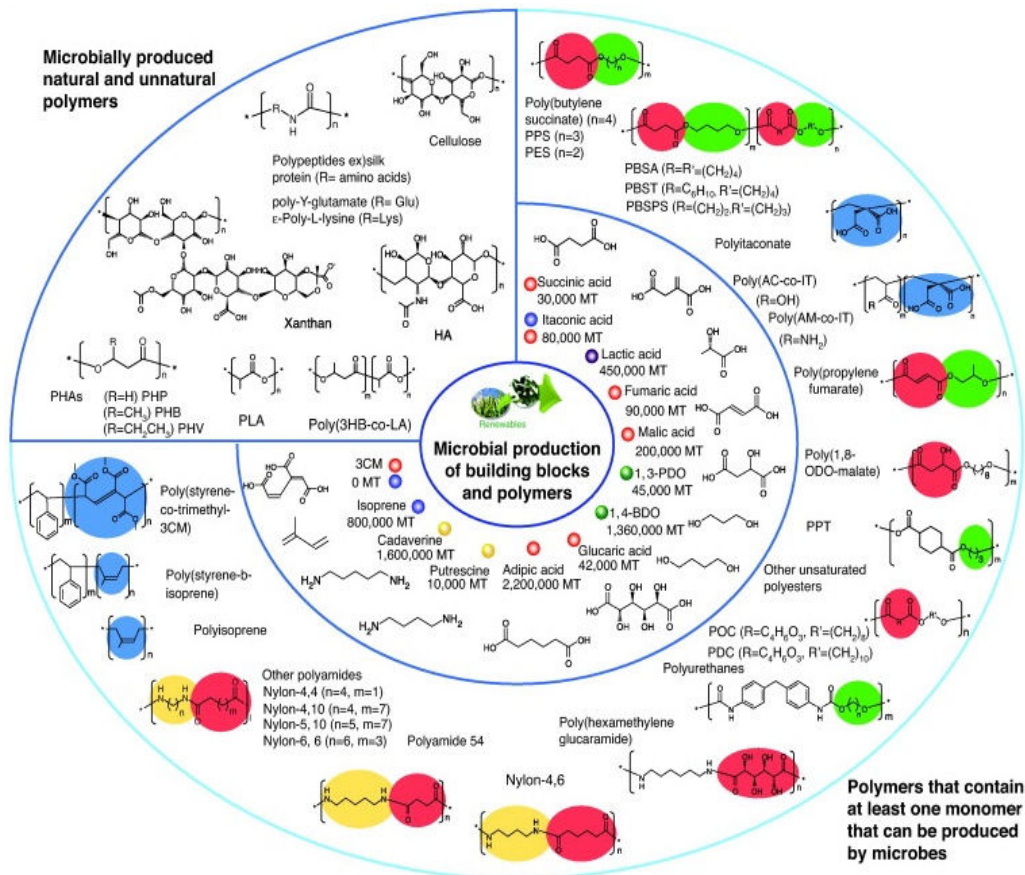 Microbially produced
natural and unnatural
polymers
Cellulose
Polypeptides ex)silk
protein (R= amino acids)
poly-Y-glutamate (R= Glu)
ε-Poly-L-lysine (R=Lys)
Xanthan
HA
PHAs
(R=H) PHP
(R=CH₃) PHB
(R=CH₂CH₃) PHV
PLA
Poly(3HB-co-LA)
Poly(butylene
succinate) (n=4)
PPS (n=3)
PES (n=2)
PBSA (R=R'=(CH₂)₄)
PBST (R=C₆H₁₀, R'=(CH₂)₄)
PBSPS (R=(CH₂)₂,R'=(CH₂)₃)
Polyitaconate
Poly(AC-co-IT)
(R=OH)
Poly(AM-co-IT)
(R=NH₂)
Poly(propylene
fumarate)
Poly(1,8-
ODO-malate)
PPT
Other unsaturated
polyesters
POC (R=C₄H₆O₃, R'=(CH₂)₈)
PDC (R=C₄H₆O₃, R'=(CH₂)₁₀)
Polyurethanes
Poly(hexamethylene
glucaramide)
Nylon-4,6
Polyamide 54
Other polyamides
Nylon-4,4 (n=4, m=1)
Nylon-4,10 (n=4, m=7)
Nylon-5,10 (n=5, m=7)
Nylon-6, 6 (n=6, m=3)
Polyisoprene
Poly(styrene-b-
isoprene)
Poly(styrene-
co-trimethyl-
3CM)
Succinic acid
30,000 MT
Itaconic acid
80,000 MT
Lactic acid
450,000 MT
Fumaric acid
90,000 MT
Malic acid
200,000 MT
1,3-PDO
45,000 MT
1,4-BDO
1,360,000 MT
Glucaric acid
42,000 MT
Adipic acid
2,200,000 MT
Putrescine
10,000 MT
Cadaverine
1,600,000 MT
Isoprene
800,000 MT
3CM
0 MT
Renewables
Microbial production
of building blocks
and polymers
Polymers that contain
at least one monomer
that can be produced
by microbes